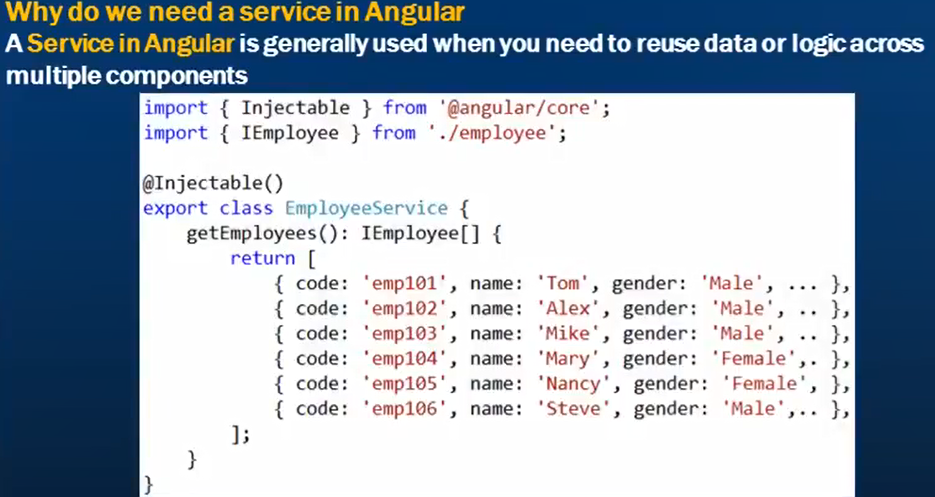 Why do we need a service in Angular
A Service in Angular is generally used when you need to reuse data or logic across
multiple components
import { Injectable } from '@angular/core';
import { IEmployee } from './employee';
@Injectable()
export class EmployeeService {
getEmployees(): IEmployee[] {
return [
{ code: 'emp101', name: 'Tom', gender: 'Male', ... },
{ code: 'emp102', name: 'Alex', gender: 'Male', .. },
{ code: 'emp103', name: 'Mike', gender: 'Male', .. },
{ code: 'emp104', name: 'Mary', gender: 'Female',. },
{ code: 'emp105', name: 'Nancy', gender: 'Female', },
{ code: 'emp106', name: 'Steve', gender: 'Male',.. },
];
}
}